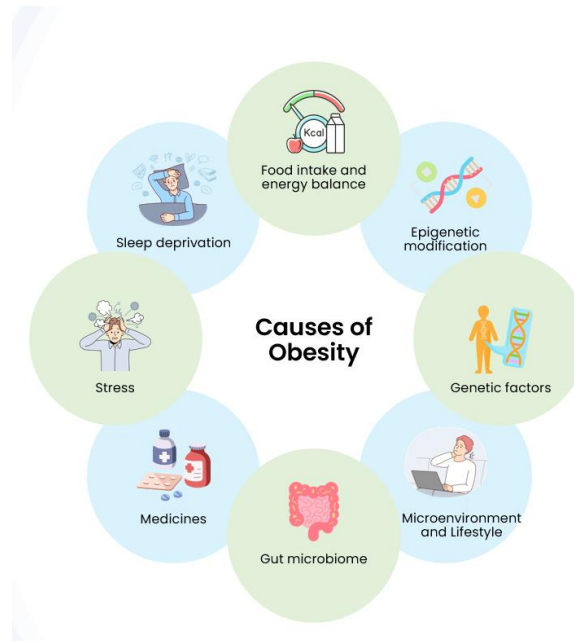 Kcal
Food intake and
energy balance
Sleep deprivation
Epigenetic
modification
Causes of
Obesity
Stress
Genetic factors
Medicines
Microenvironment
and Lifestyle
Gut microbiome